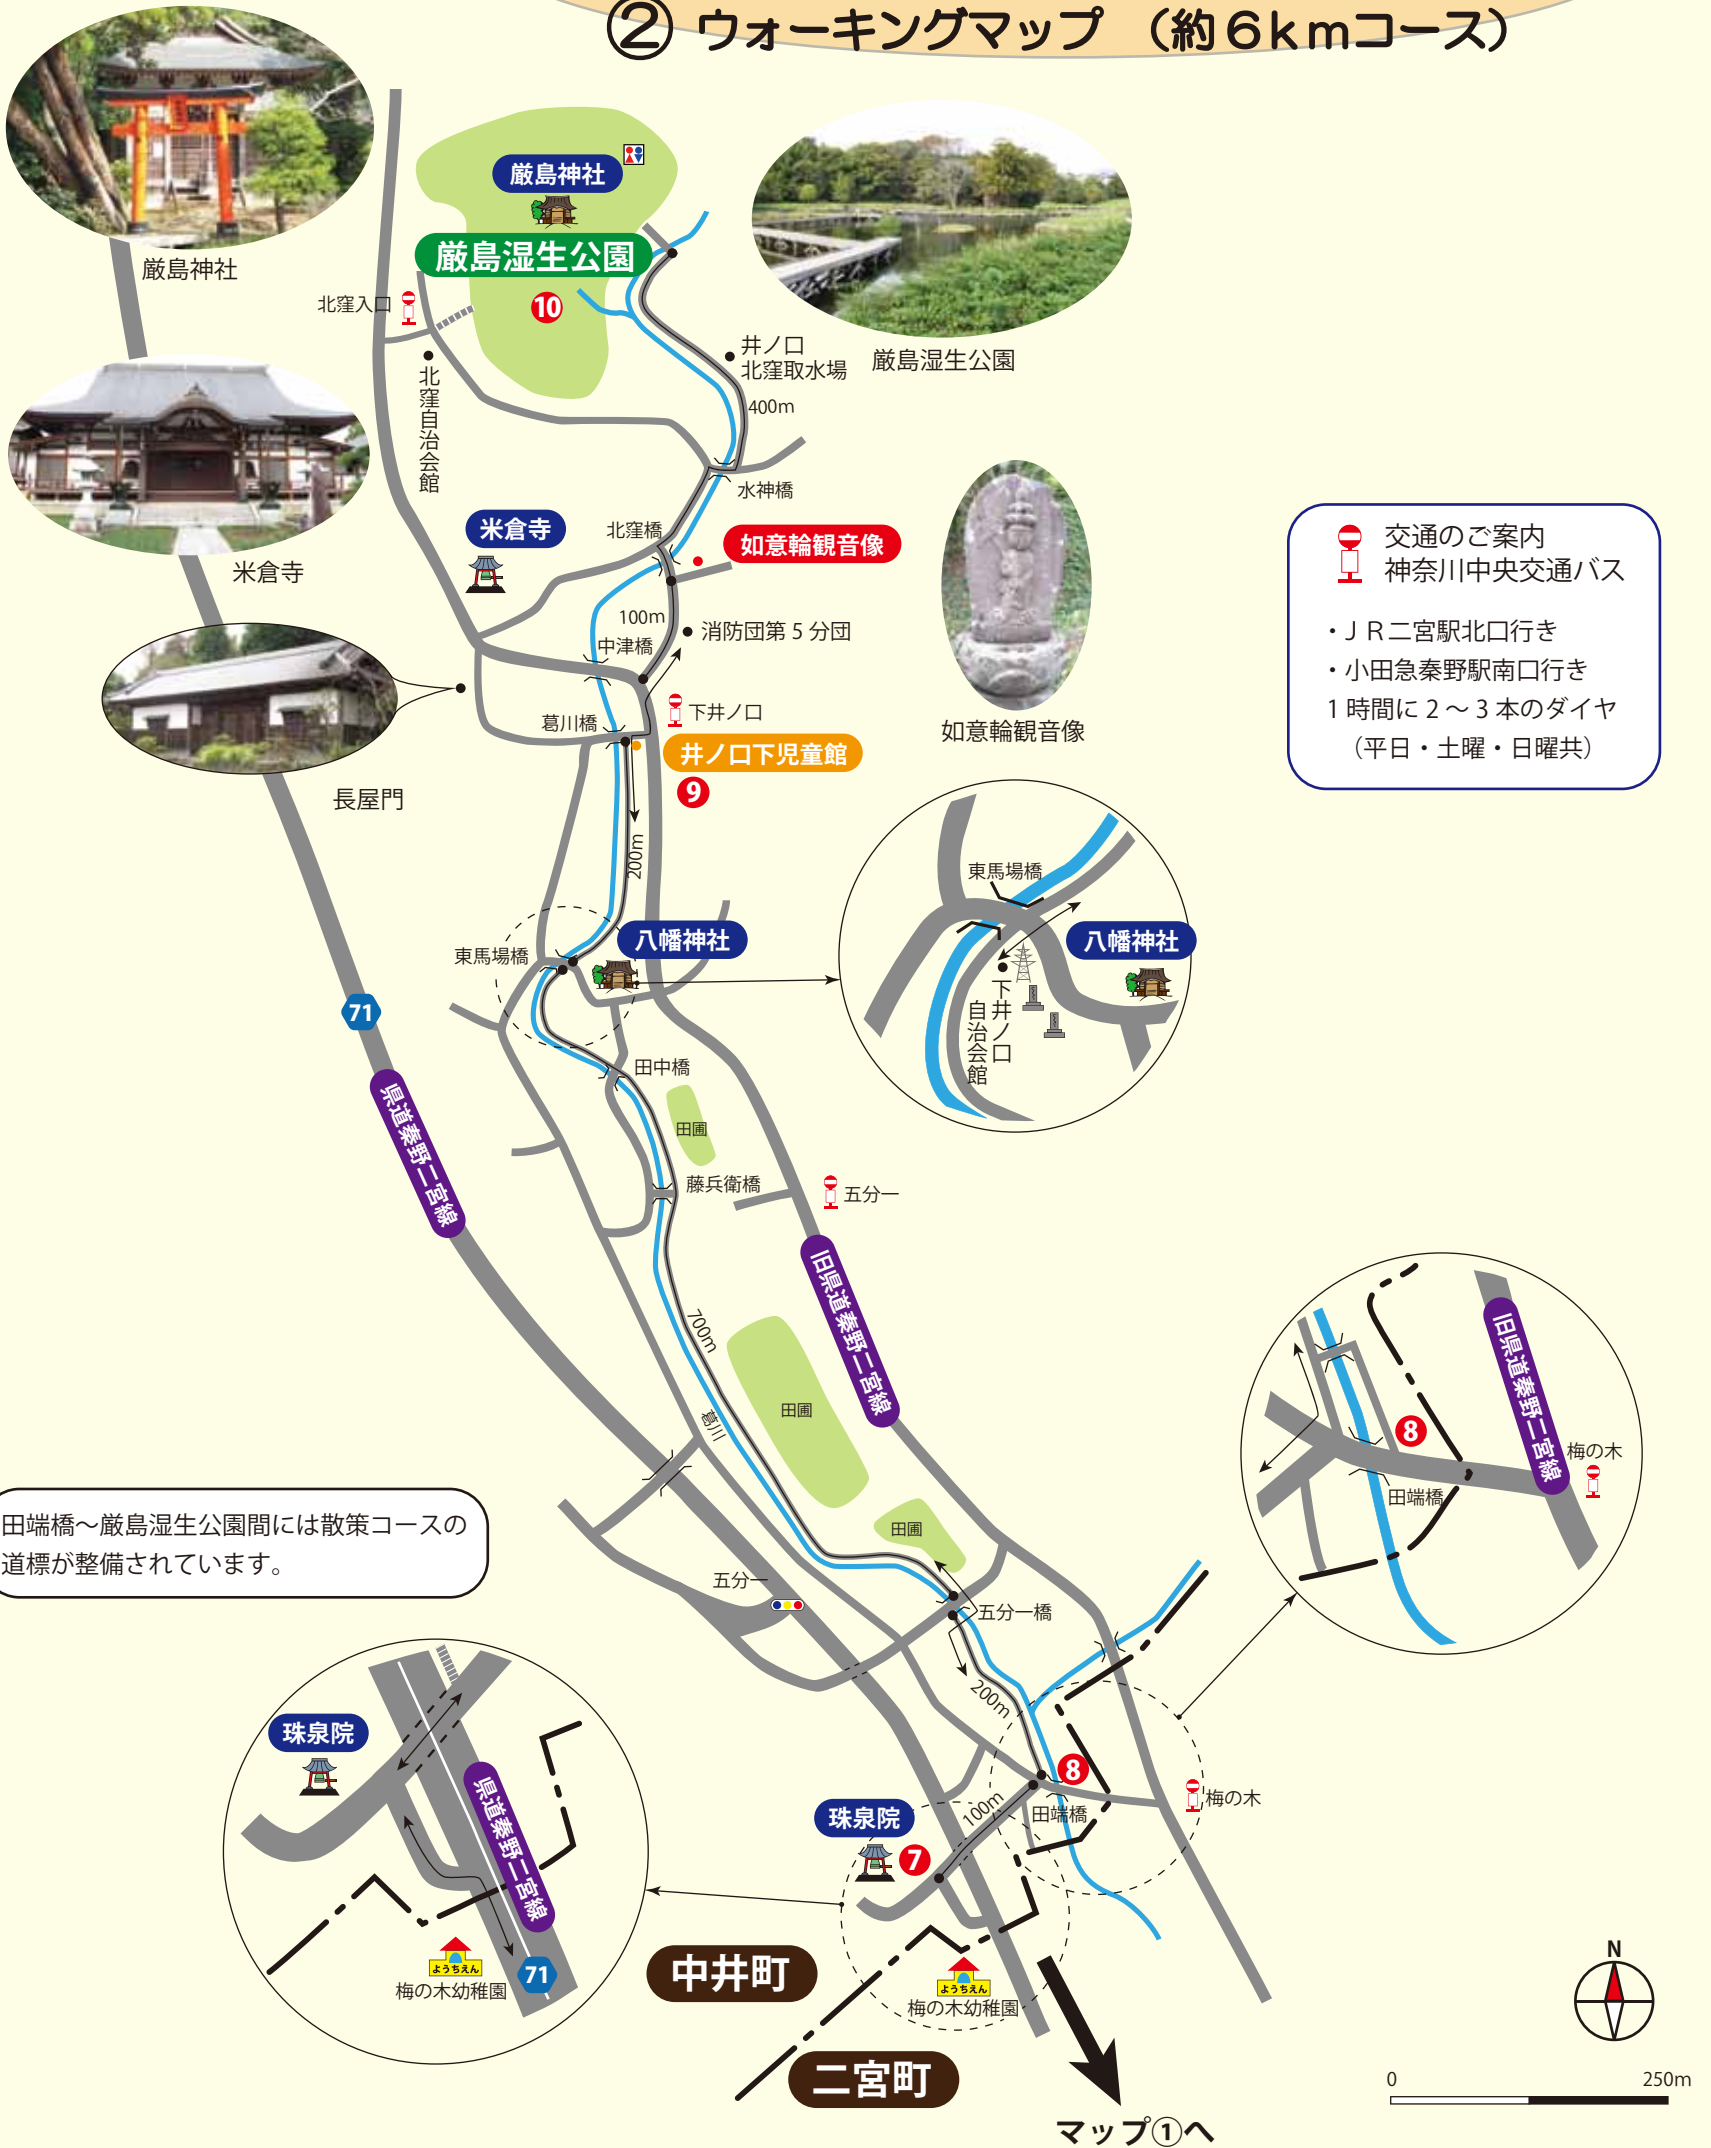 ② ウォーキングマップ （約６ｋｍコース）
厳島神社
厳島神社
厳島湿生公園
10
北窪入口
北窪自治会館
井ノ口
北窪取水場
厳島湿生公園
400m
水神橋
米倉寺
米倉寺
北窪橋
如意輪観音像
100m
中津橋
消防団第５分団
如意輪観音像
交通のご案内
神奈川中央交通バス
・ＪＲ二宮駅北口行き
・小田急秦野駅南口行き
１時間に２～３本のダイヤ
（平日・土曜・日曜共）
長屋門
葛川橋
下井ノ口
井ノ口下児童館
9
200m
東馬場橋
八幡神社
東馬場橋
八幡神社
下井ノ口
自治会館
71
県道秦野二宮線
田中橋
田圃
藤兵衛橋
五分一
旧県道秦野二宮線
700m
田圃
葛川
田圃
旧県道秦野二宮線
8
梅の木
田端橋
田端橋～厳島湿生公園間には散策コースの
道標が整備されています。
五分一
五分一橋
200m
8
田端橋
梅の木
100m
珠泉院
7
珠泉院
県道秦野二宮線
71
ようちえん
梅の木幼稚園
ようちえん
梅の木幼稚園
中井町
二宮町
マップ①へ
N
0 250m